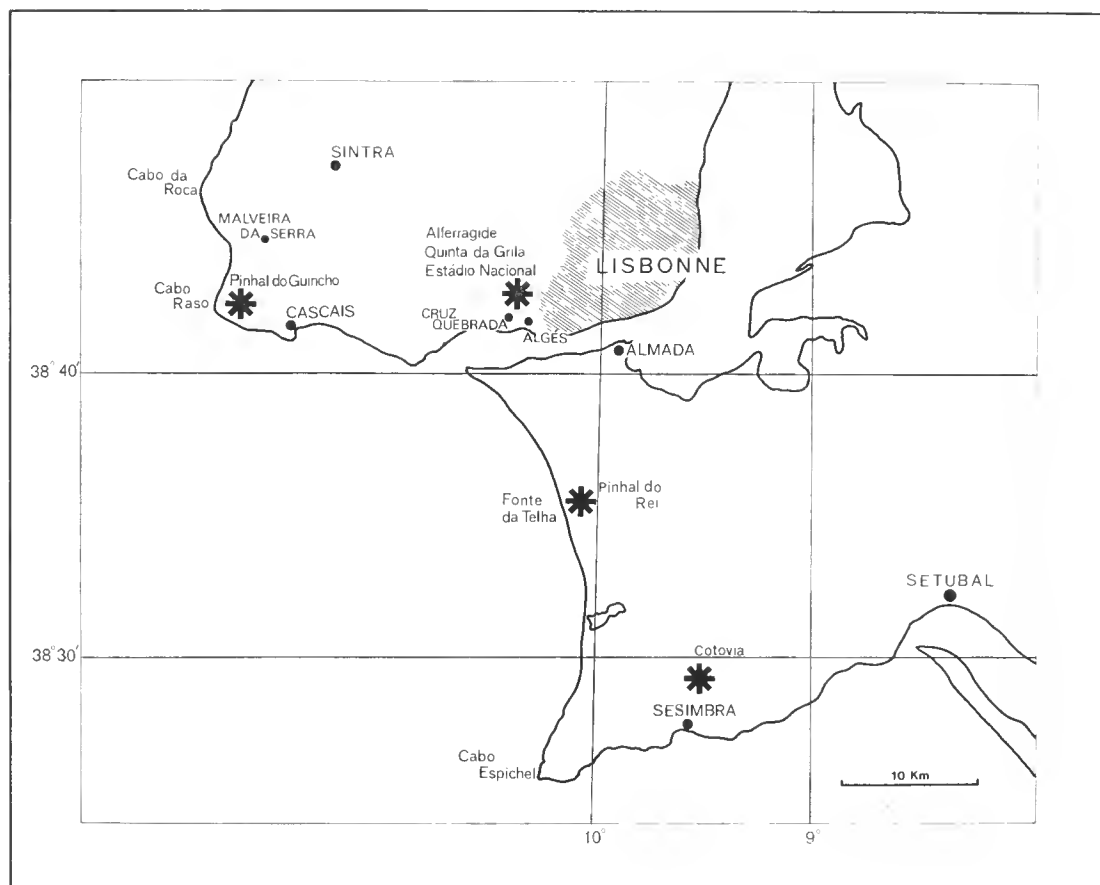 SINTRA
Cabo da
Roca
MALVEIRA
DA SERRA
Alferragide
Quinta da Grila
Estádio Nacional
LISBONNE
Pinhal do Guincho
Cabo
Raso
CASCAIS
CRUZ
QUEBRADA
ALGÉS
ALMADA
38° 40'
Pinhal do
Rei
Fonte
da Telha
SETUBAL
38° 30'
Cotovia
SESIMBRA
Cabo
Espichel
10 Km
10°
9°